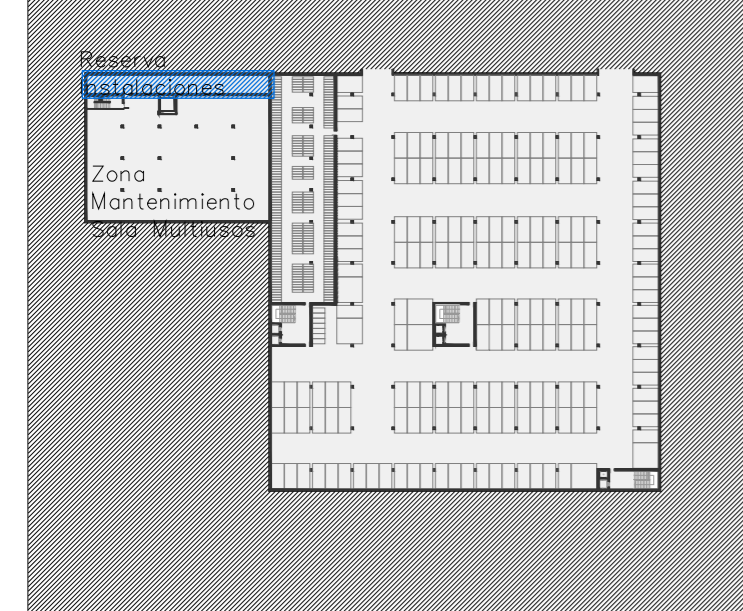 Reserva
Instalaciones
Zona
Mantenimiento
Sala Multiusos